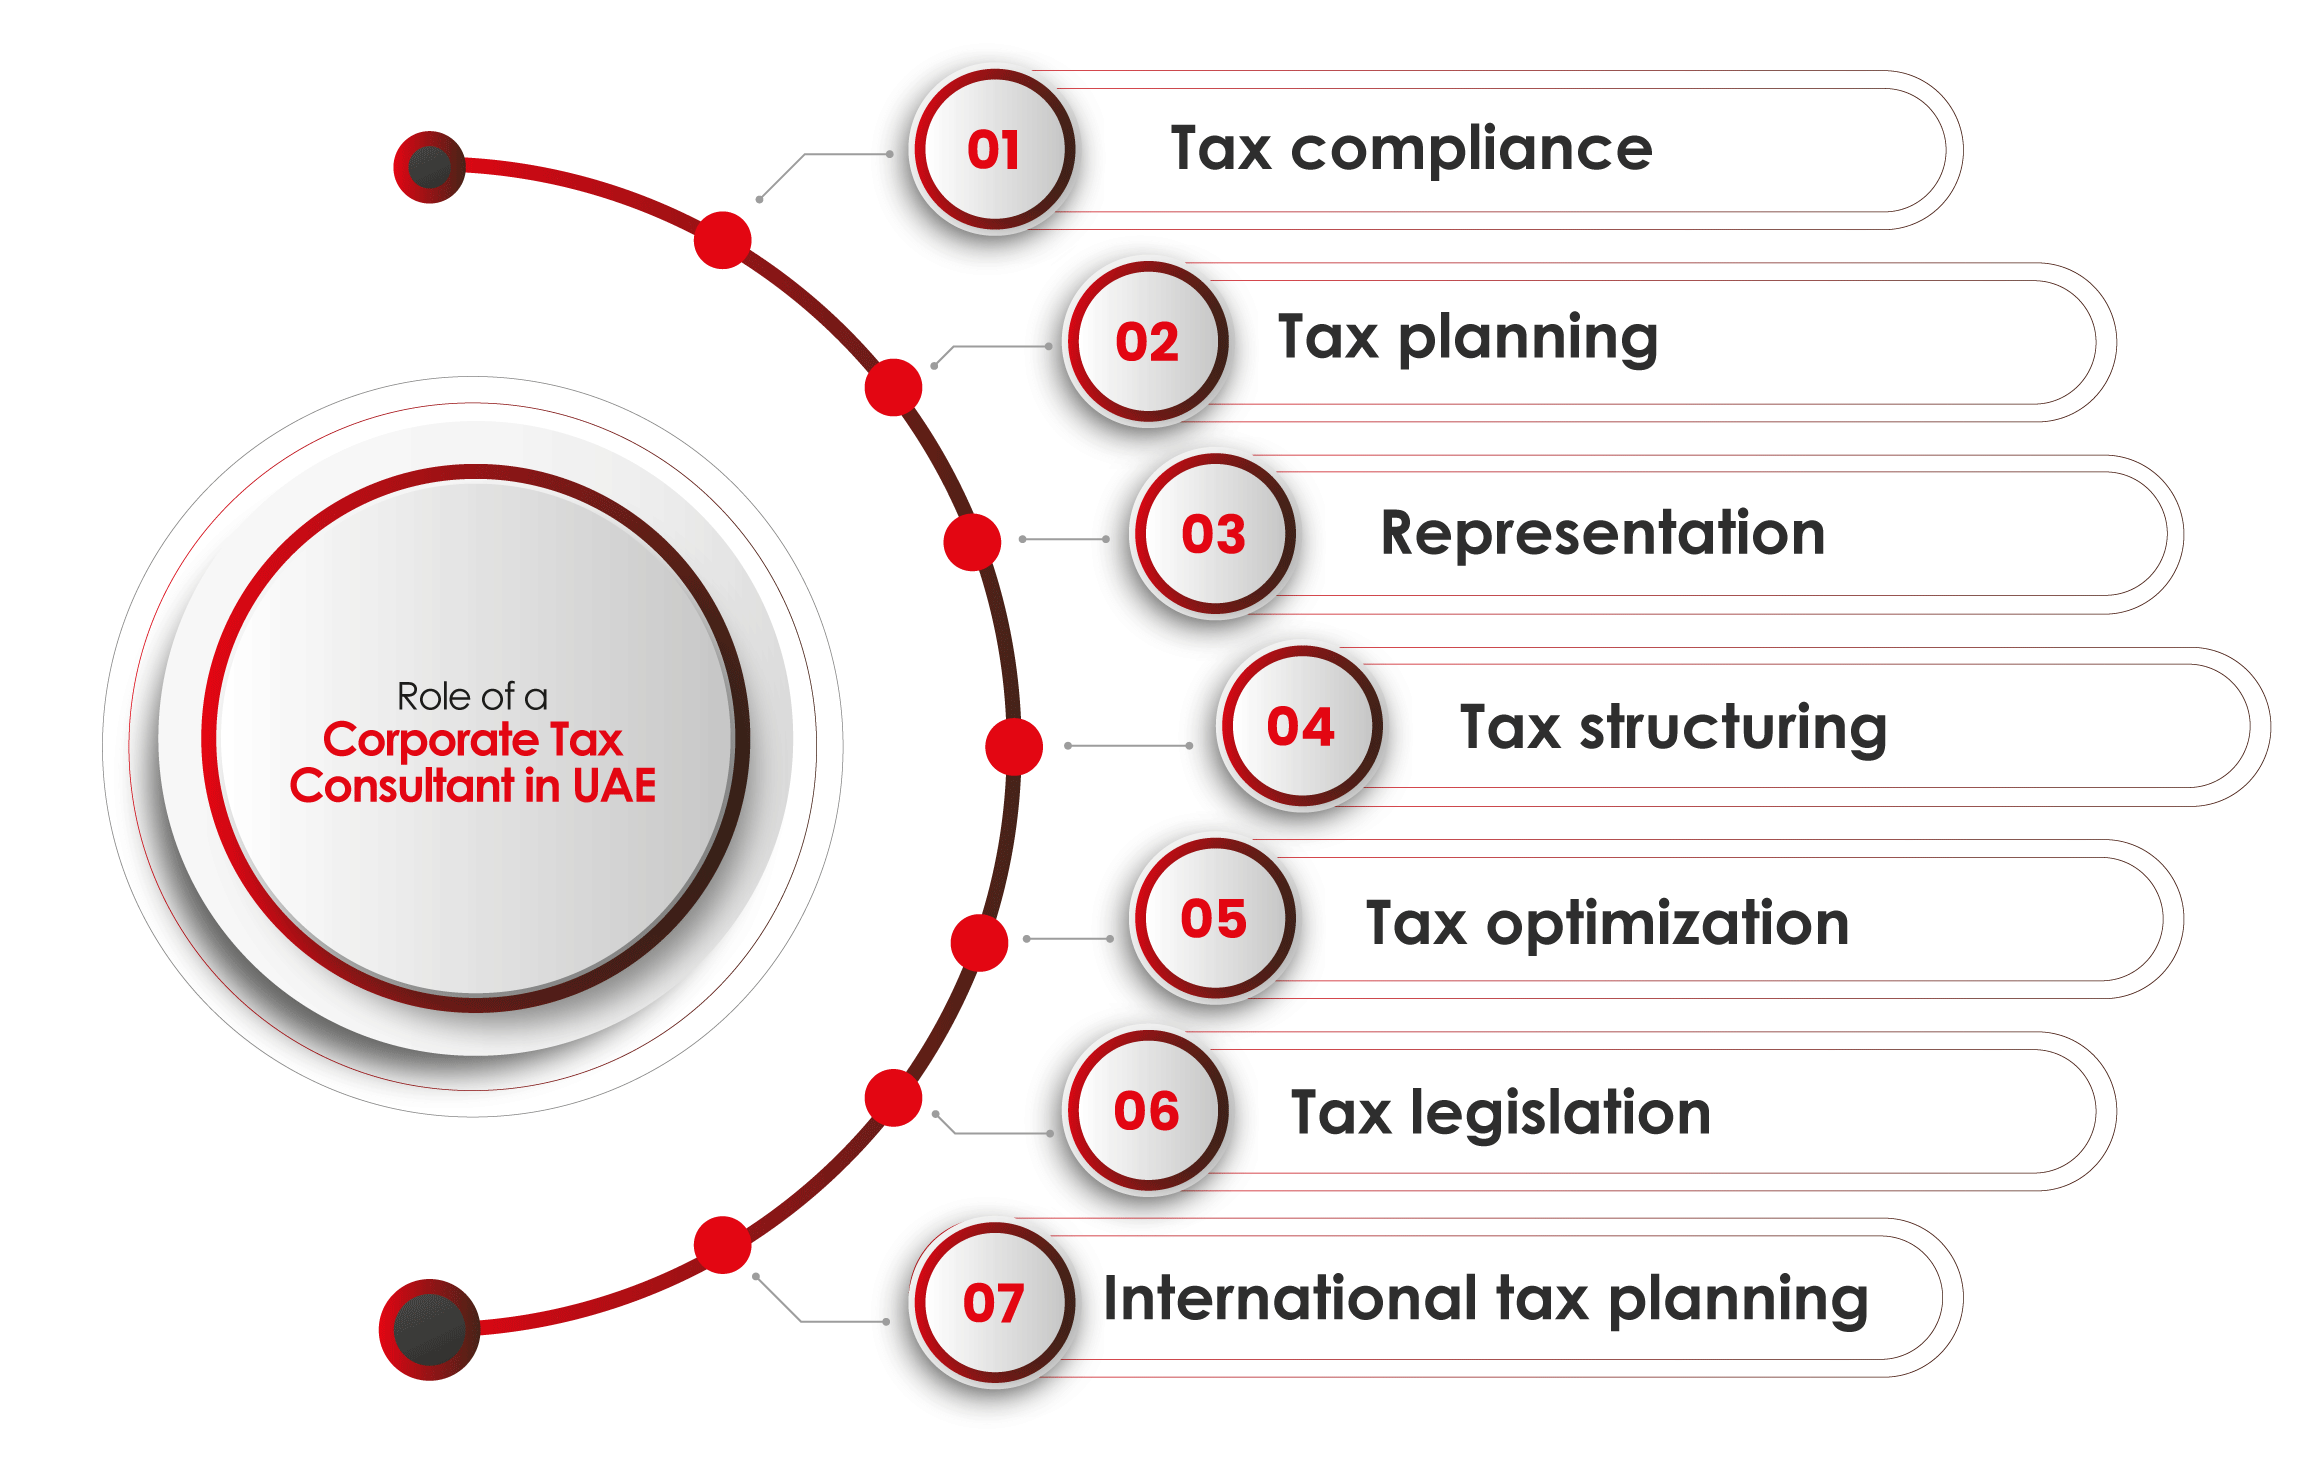 Role of a
Corporate Tax
Consultant in UAE
01
Tax compliance
02
Tax planning
03
Representation
04
Tax structuring
05
Tax optimization
06
Tax legislation
07
International tax planning